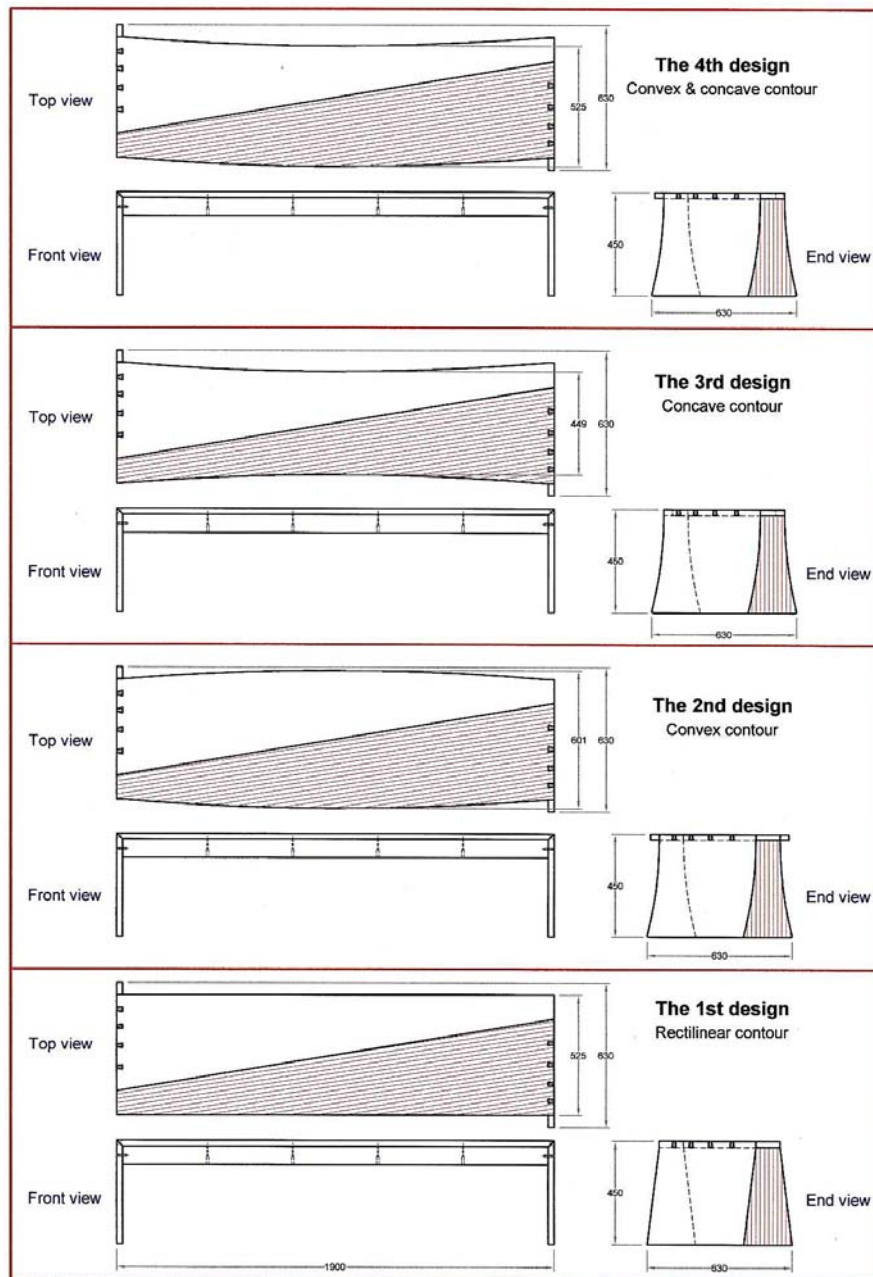 The 4th design
Convex & concave contour
Top view
525
630
Front view
450
End view
630
The 3rd design
Concave contour
Top view
449
630
Front view
450
End view
630
The 2nd design
Convex contour
Top view
601
630
Front view
450
End view
630
The 1st design
Rectilinear contour
Top view
525
630
Front view
450
End view
1900
630